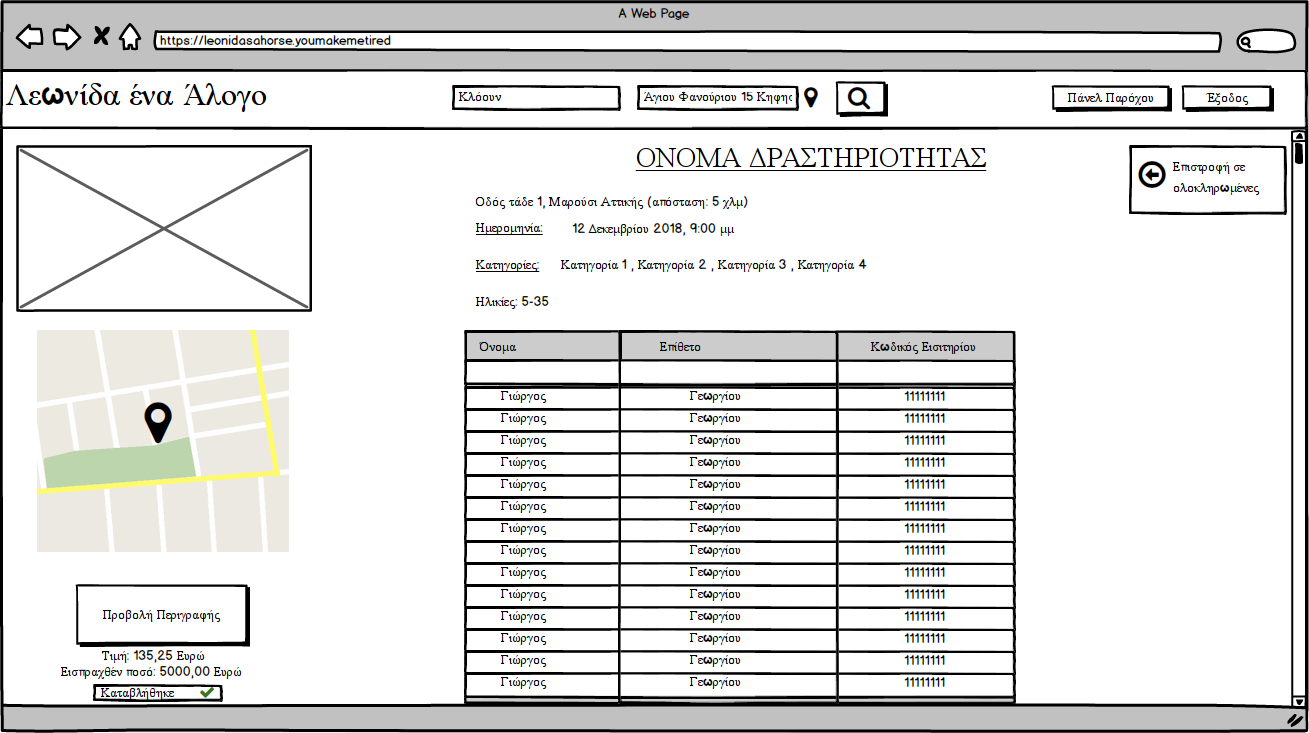 A Web Page
https://leonidasahorse.youmakemetired
Λεωνίδα ένα Άλογο
Κλόουν
Άγιου Φανούριου 15 Κηφης
Πάνελ Παρόχου
Έξοδος
ΟΝΟΜΑ ΔΡΑΣΤΗΡΙΟΤΗΤΑΣ
Επιστροφή σε
ολοκληρωμένες
Οδός τάδε 1, Μαρούσι Αττικής (απόσταση: 5 χλμ)
Ημερομηνία: 12 Δεκεμβρίου 2018, 9:00 μμ
Κατηγορίες: Κατηγορία 1 , Κατηγορία 2 , Κατηγορία 3 , Κατηγορία 4
Ηλικίες: 5-35
Όνομα Επίθετο Κωδικός Εισιτηρίου
Γιώργος Γεωργίου 11111111
Γιώργος Γεωργίου 11111111
Γιώργος Γεωργίου 11111111
Γιώργος Γεωργίου 11111111
Γιώργος Γεωργίου 11111111
Γιώργος Γεωργίου 11111111
Γιώργος Γεωργίου 11111111
Γιώργος Γεωργίου 11111111
Γιώργος Γεωργίου 11111111
Γιώργος Γεωργίου 11111111
Γιώργος Γεωργίου 11111111
Γιώργος Γεωργίου 11111111
Γιώργος Γεωργίου 11111111
Γιώργος Γεωργίου 11111111
Προβολή Περιγραφής
Τιμή: 135,25 Ευρώ
Εισπραχθέν ποσό: 5000,00 Ευρώ
Καταβλήθηκε